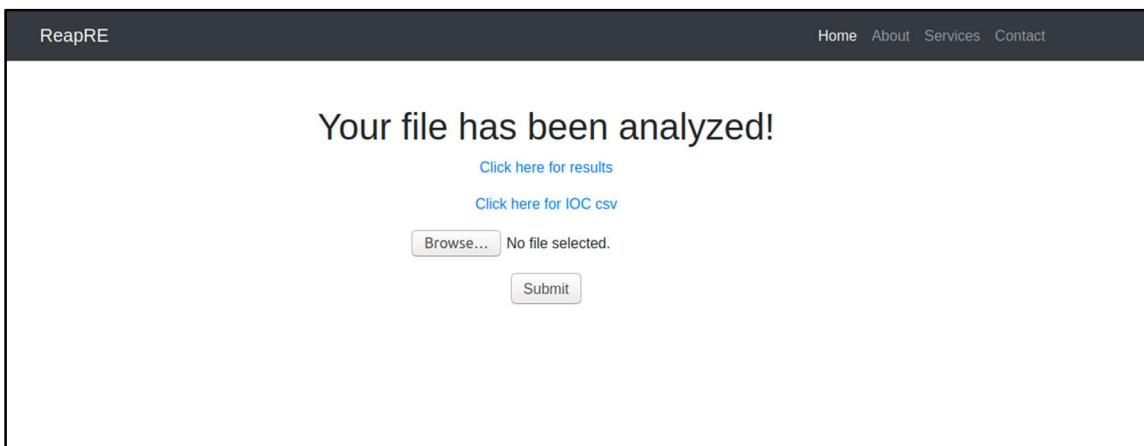 ReapRE Home About Services Contact
Your file has been analyzed!
Click here for results
Click here for IOC csv
Browse... No file selected.
Submit